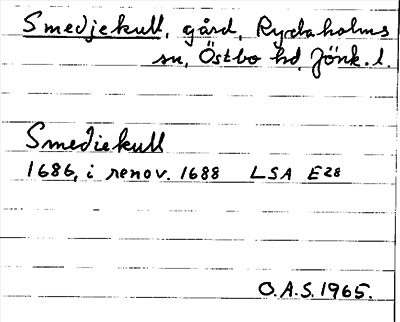 Smedjekull, gård, Rydaholms
sn, Östbo hd, Jönk. l.
Smediekull
1686, i renov. 1688 LSA E28
O.A.S. 1965.